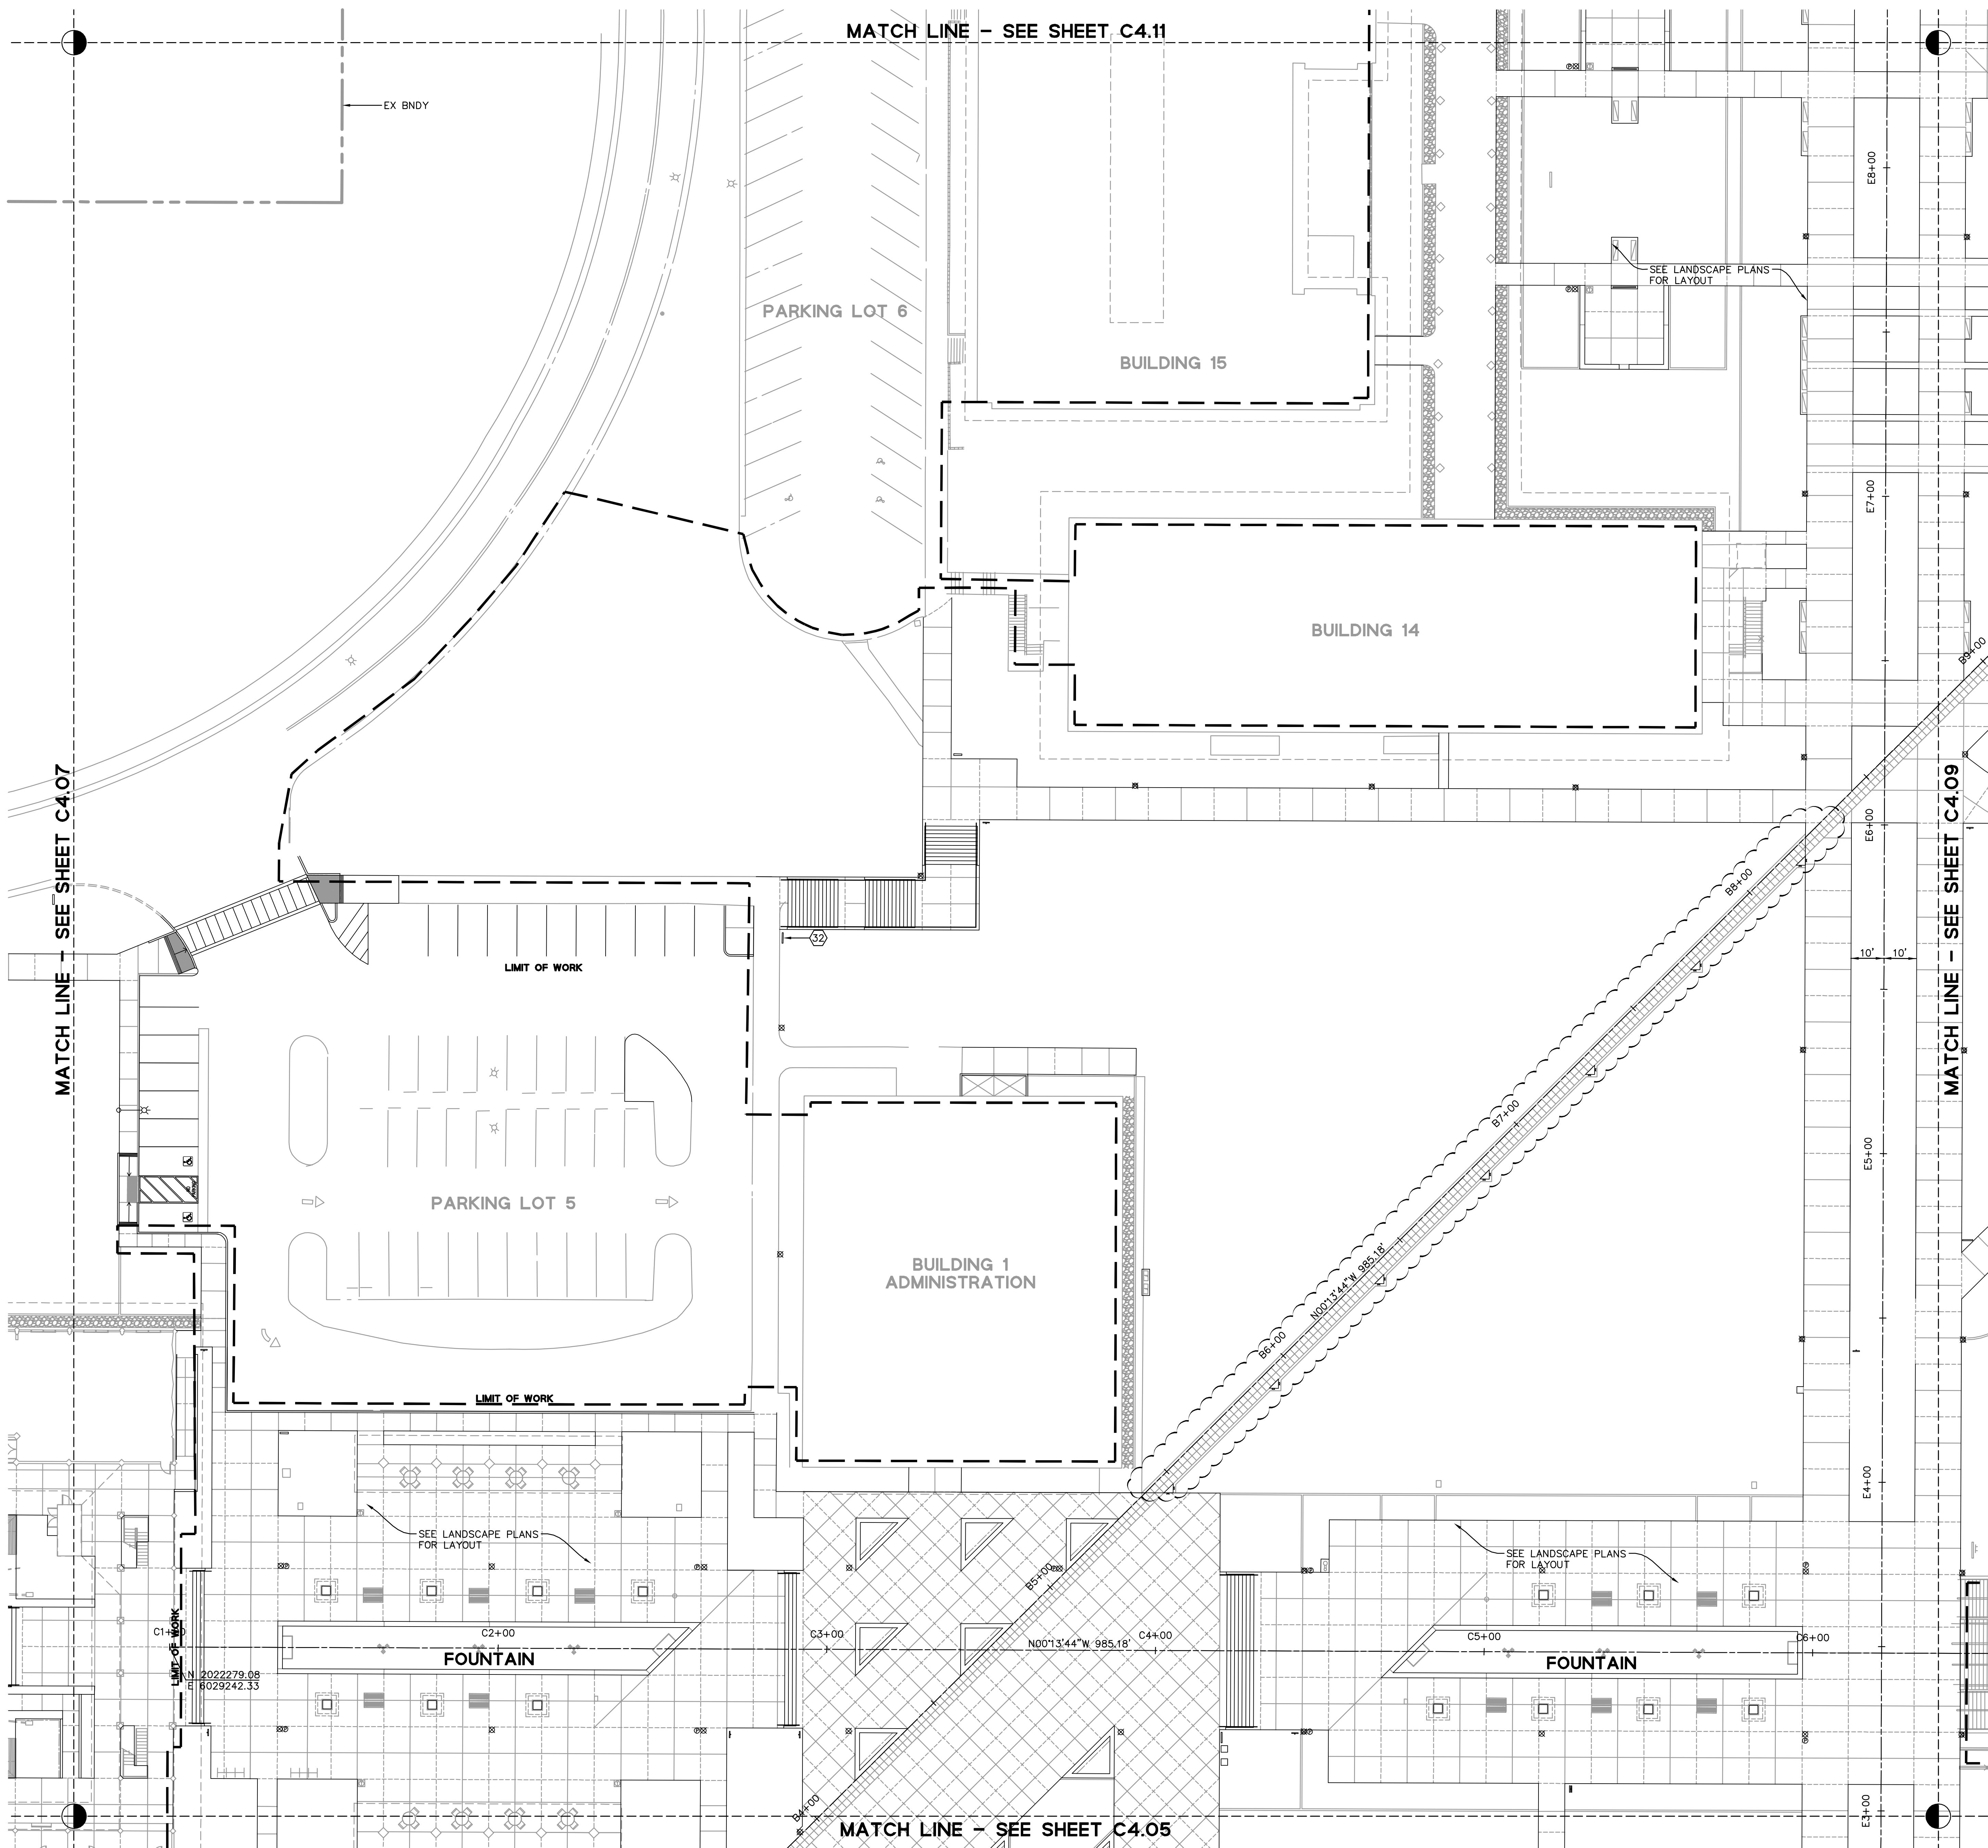 MATCH LINE - SEE SHEET C4.11
EX BNDY
E8+00
SEE LANDSCAPE PLANS
FOR LAYOUT
PARKING LOT 6
BUILDING 15
E7+00
BUILDING 14
B9+00
MATCH LINE - SEE SHEET C4.07
MATCH LINE - SEE SHEET C4.09
E6+00
B8+00
32
10'
10'
LIMIT OF WORK
B7+00
E5+00
PARKING LOT 5
BUILDING 1
ADMINISTRATION
N00°13'44"W 985.18'
B6+00
LIMIT OF WORK
E4+00
SEE LANDSCAPE PLANS
FOR LAYOUT
SEE LANDSCAPE PLANS
FOR LAYOUT
B5+00
LIMIT OF WORK
C1+00
C2+00
C3+00
N00°13'44"W 985.18'
C4+00
C5+00
C6+00
FOUNTAIN
FOUNTAIN
N 2022279.08
E 6029242.33
B4+00
E3+00
MATCH LINE - SEE SHEET C4.05